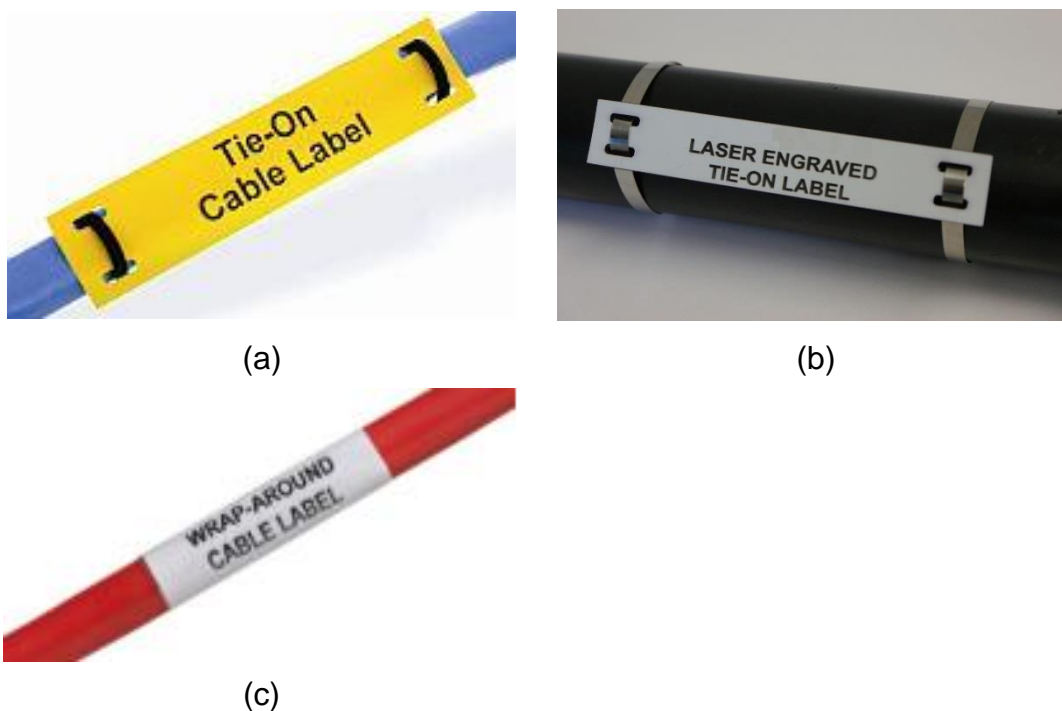 Tie-On
Cable Label
(a)
LASER ENGRAVED
TIE-ON LABEL
(b)
WRAP-AROUND
CABLE LABEL
(c)